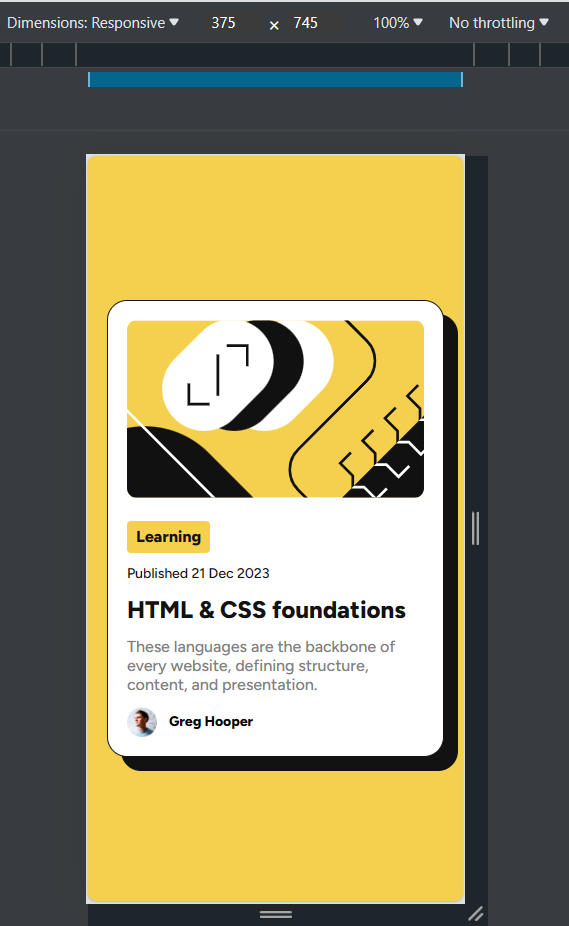 Dimensions: Responsive 375 × 745 100% No throttling
Learning
Published 21 Dec 2023
HTML & CSS foundations
These languages are the backbone of
every website, defining structure,
content, and presentation.
Greg Hooper